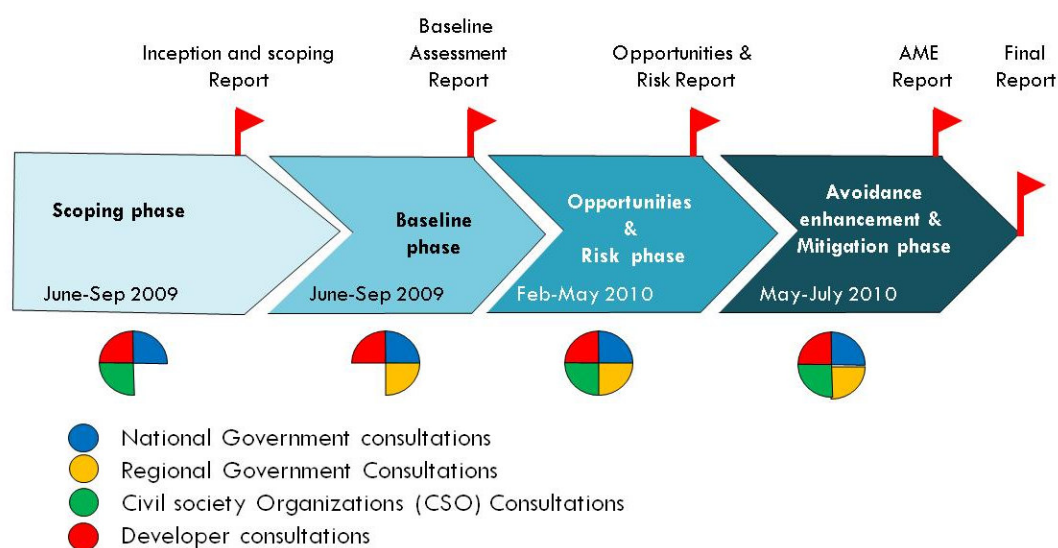 Inception and scoping
Report
Baseline
Assessment
Report
Opportunities &
Risk Report
AME
Report
Final
Report
Scoping phase
June-Sep 2009
Baseline
phase
June-Sep 2009
Opportunities
&
Risk phase
Feb-May 2010
Avoidance
enhancement &
Mitigation phase
May-July 2010
National Government consultations
Regional Government Consultations
Civil society Organizations (CSO) Consultations
Developer consultations